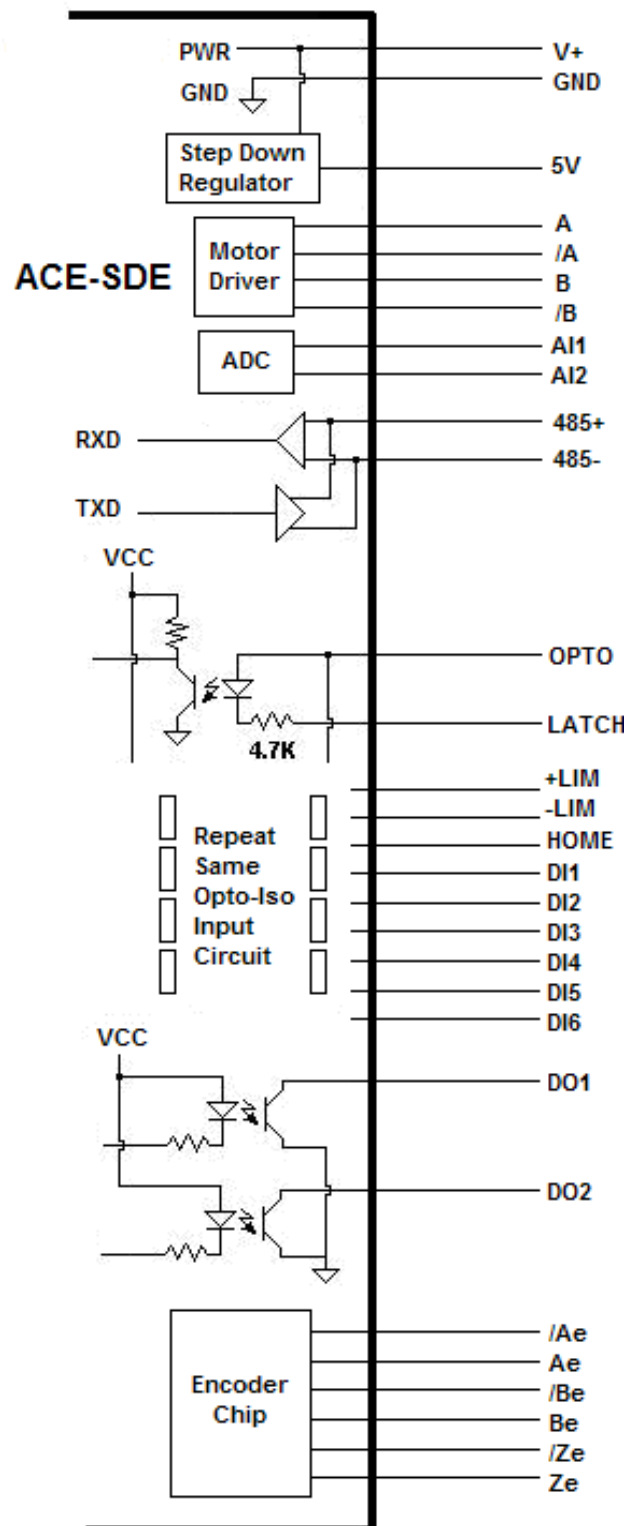 PWR
V+
GND
GND
Step Down
Regulator
5V
ACE-SDE
Motor
Driver
A
/A
B
/B
ADC
AI1
AI2
RXD
485+
485-
TXD
VCC
OPTO
LATCH
4.7K
+LIM
-LIM
HOME
DI1
DI2
DI3
DI4
DI5
DI6
Repeat
Same
Opto-Iso
Input
Circuit
VCC
DO1
DO2
Encoder
Chip
/Ae
Ae
/Be
Be
/Ze
Ze